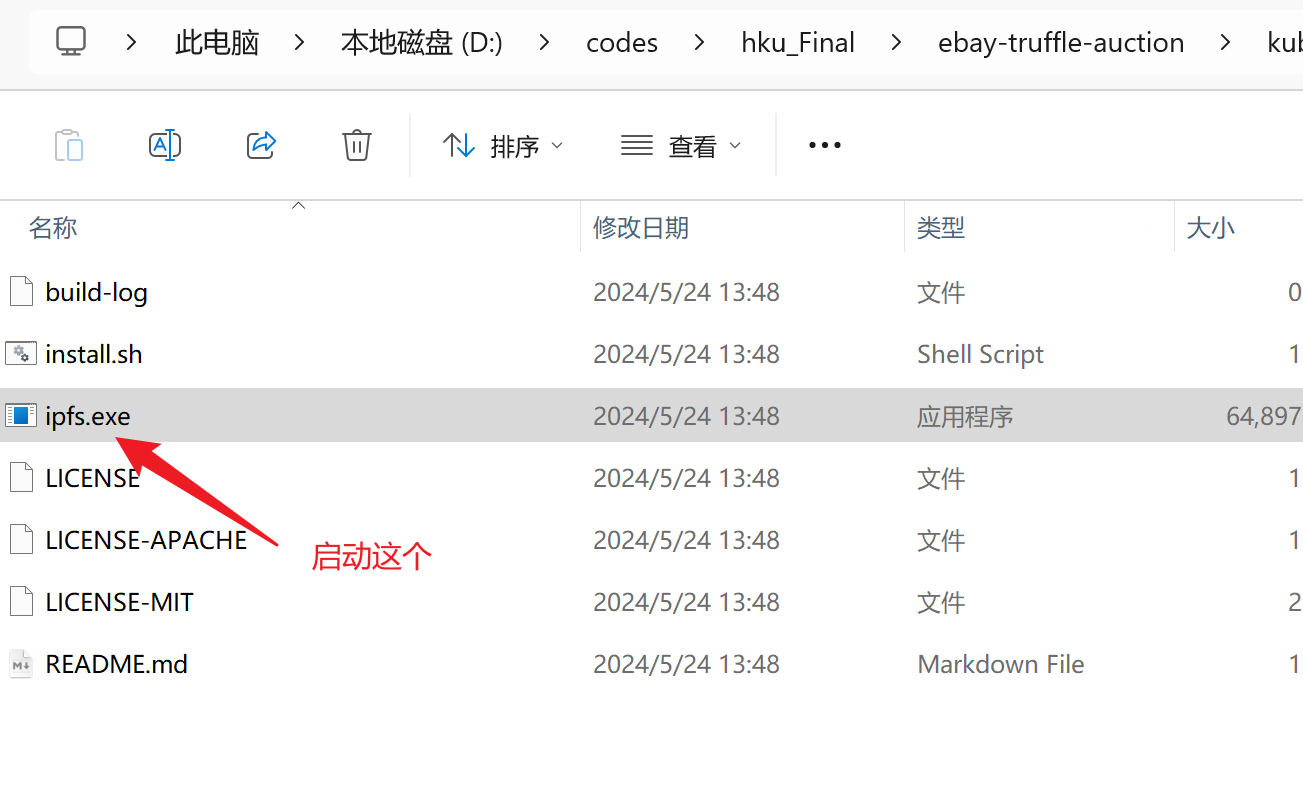 此电脑 本地磁盘 (D:) codes hku_Final ebay-truffle-auction kub
排序 查看
名称 修改日期 类型 大小
build-log 2024/5/24 13:48 文件 0
install.sh 2024/5/24 13:48 Shell Script 1
ipfs.exe 2024/5/24 13:48 应用程序 64,897
LICENSE 2024/5/24 13:48 文件 1
LICENSE-APACHE 2024/5/24 13:48 文件 1
启动这个
LICENSE-MIT 2024/5/24 13:48 文件 2
README.md 2024/5/24 13:48 Markdown File 1